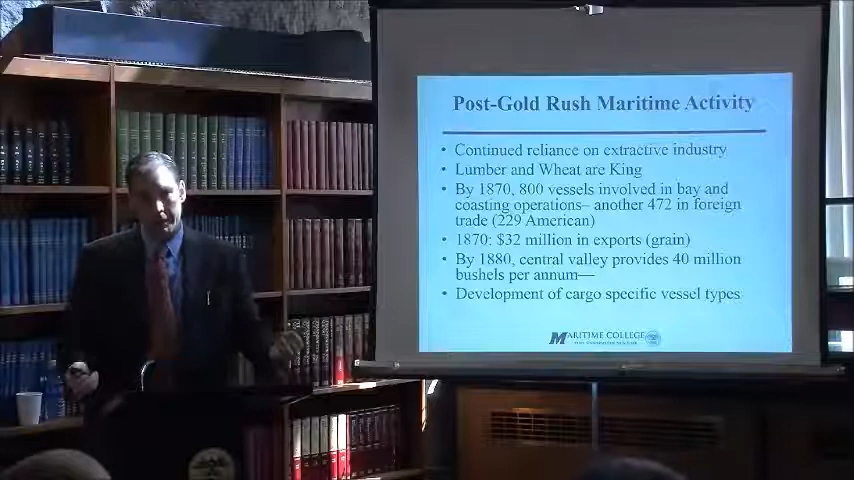 Post-Gold Rush Maritime Activity
• Continued reliance on extractive industry
• Lumber and Wheat are King
• By 1870, 800 vessels involved in bay and
coasting operations– another 472 in foreign
trade (229 American)
• 1870: $32 million in exports (grain)
• By 1880, central valley provides 40 million
bushels per annum—
• Development of cargo specific vessel types
MARITIME COLLEGE